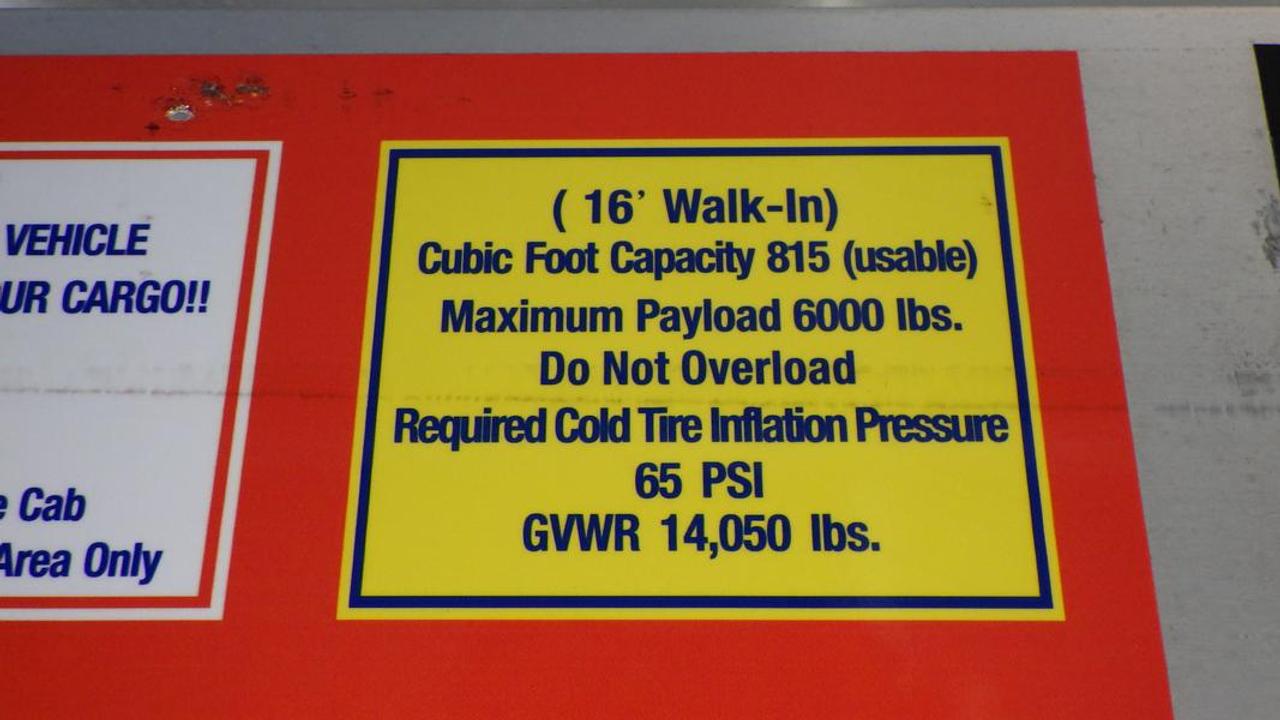 VEHICLE
OUR CARGO!!
Cab
Area Only
( 16' Walk-In)
Cubic Foot Capacity 815 (usable)
Maximum Payload 6000 lbs.
Do Not Overload
Required Cold Tire Inflation Pressure
65 PSI
GVWR 14,050 lbs.